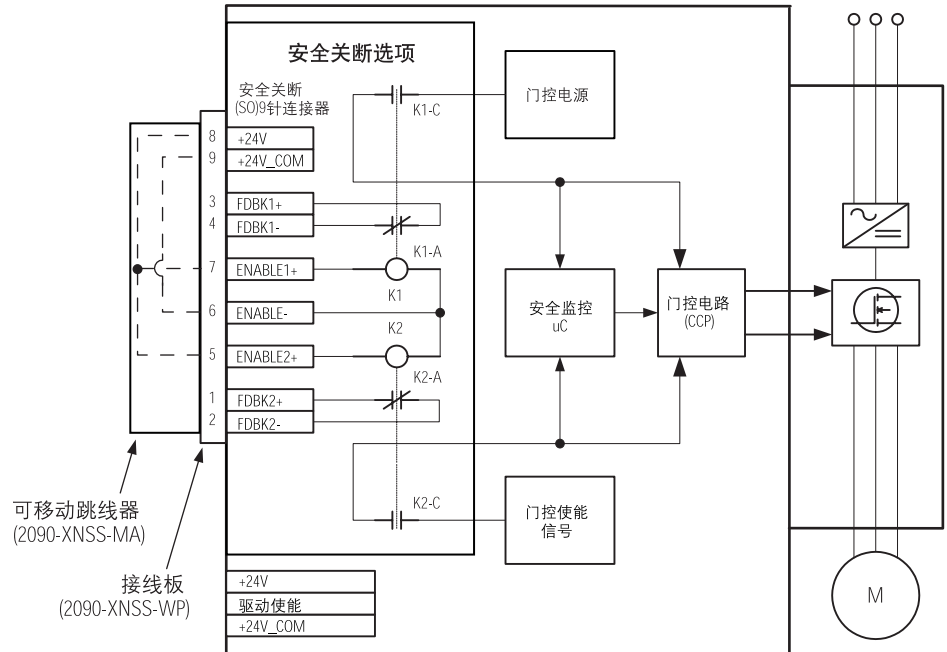 安全关断选项
安全关断
(SO)9针连接器
8
+24V
9
+24V_COM
3
FDBK1+
4
FDBK1-
7
ENABLE1+
6
ENABLE-
5
ENABLE2+
1
FDBK2+
2
FDBK2-
K1-C
K1-A
K1
K2
K2-A
K2-C
门控电源
安全监控
uC
门控电路
(CCP)
门控使能
信号
可移动跳线器
(2090-XNSS-MA)
接线板
(2090-XNSS-WP)
+24V
驱动使能
+24V_COM
M